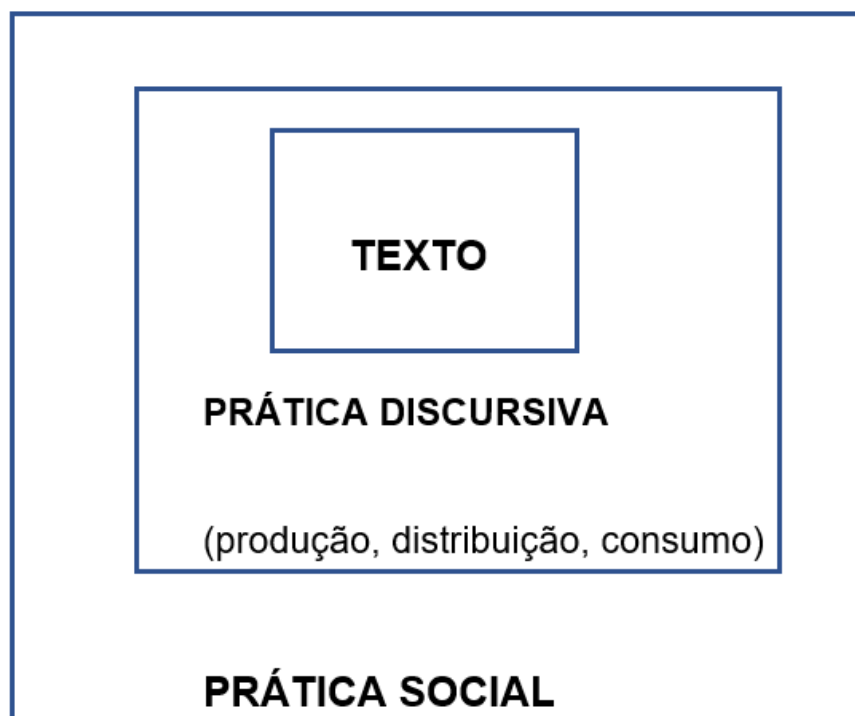 TEXTO
PRÁTICA DISCURSIVA
(produção, distribuição, consumo)
PRÁTICA SOCIAL